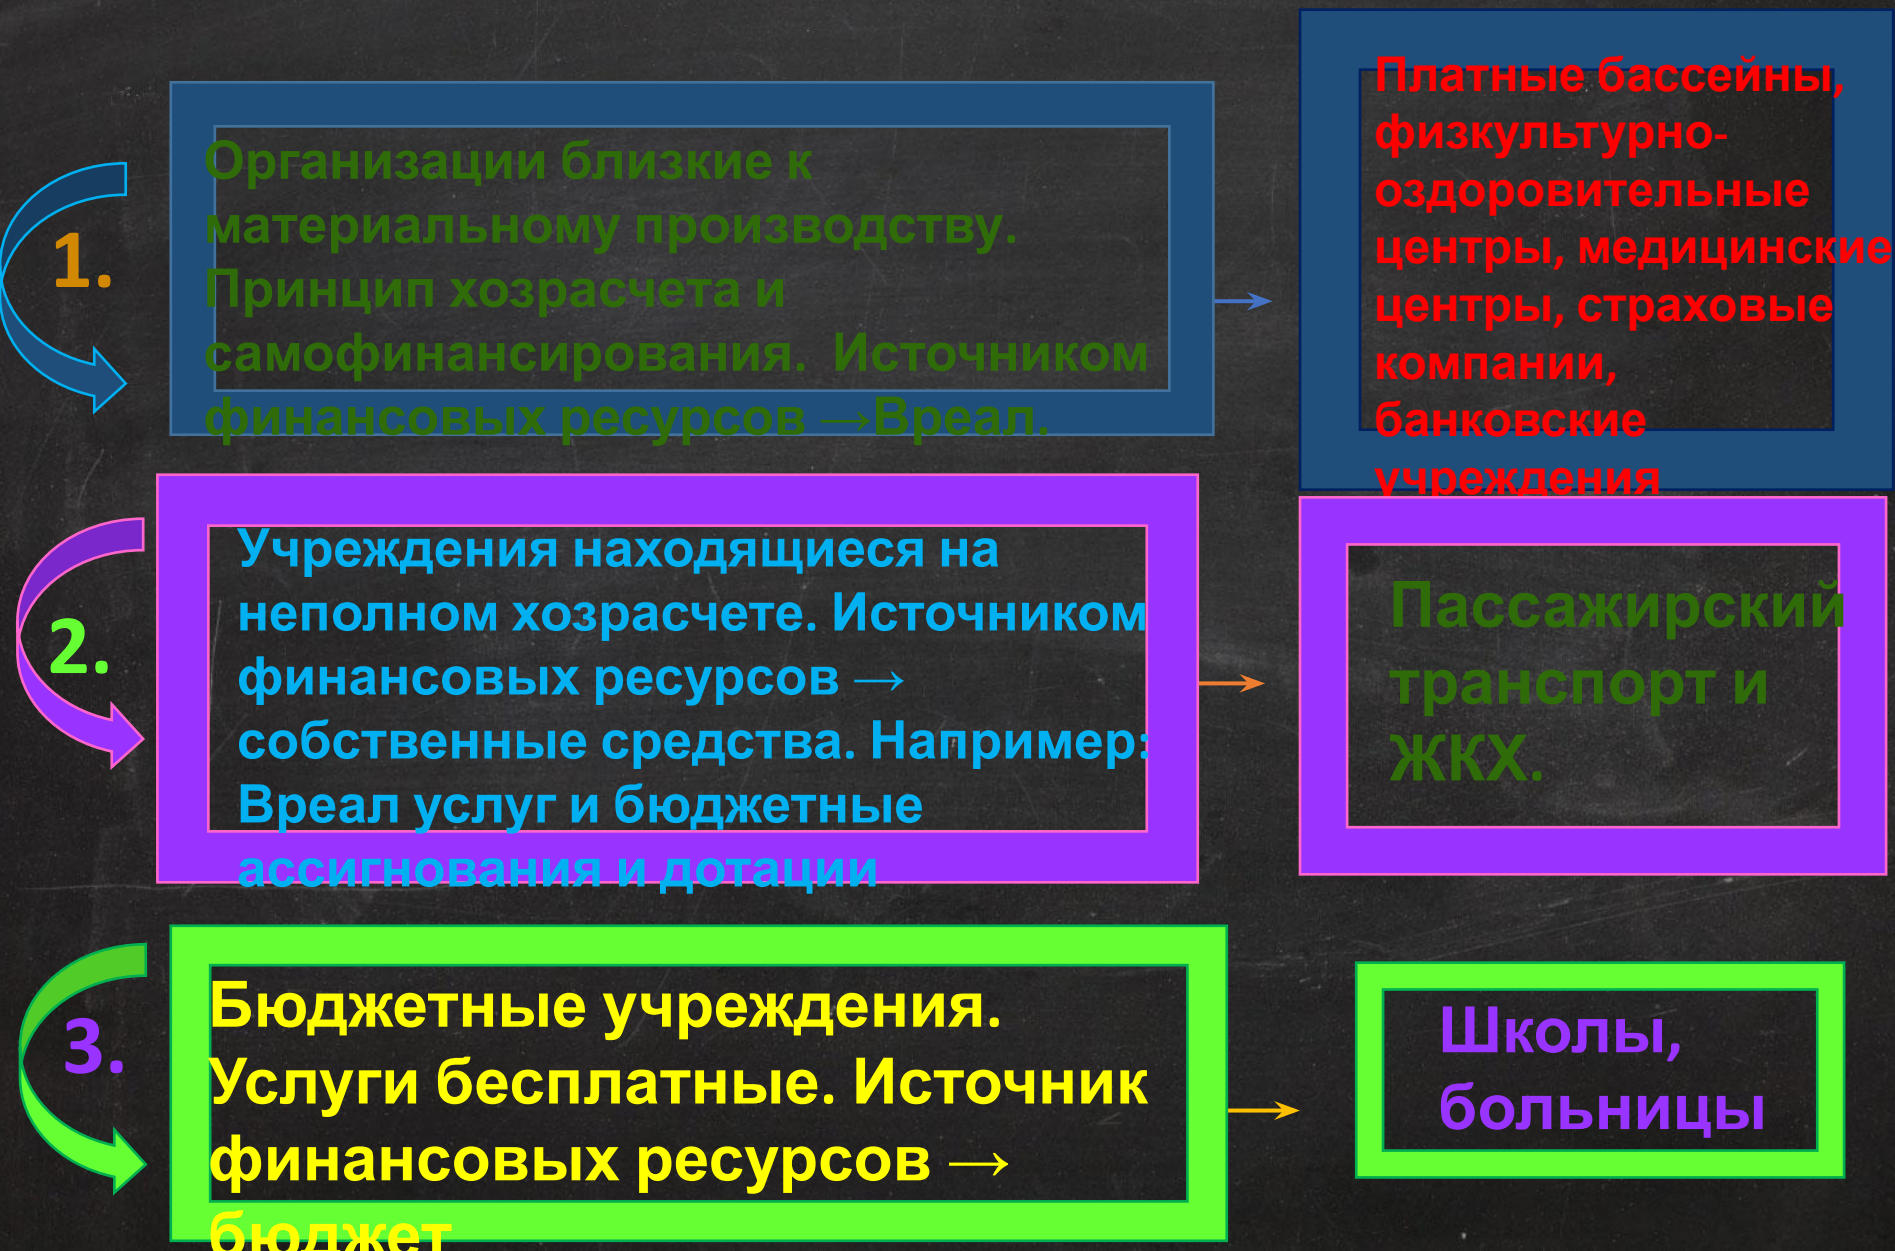 1.
Организации близкие к
материальному производству.
Принцип хозрасчета и
самофинансирования. Источником
финансовых ресурсов →Вреал.
Платные бассейны,
физкультурно-
оздоровительные
центры, медицинские
центры, страховые
компании,
банковские
учреждения
2.
Учреждения находящиеся на
неполном хозрасчете. Источником
финансовых ресурсов →
собственные средства. Например:
Вреал услуг и бюджетные
ассигнования и дотации
Пассажирский
транспорт и
ЖКХ.
3.
Бюджетные учреждения.
Услуги бесплатные. Источник
финансовых ресурсов →
бюджет
Школы,
больницы